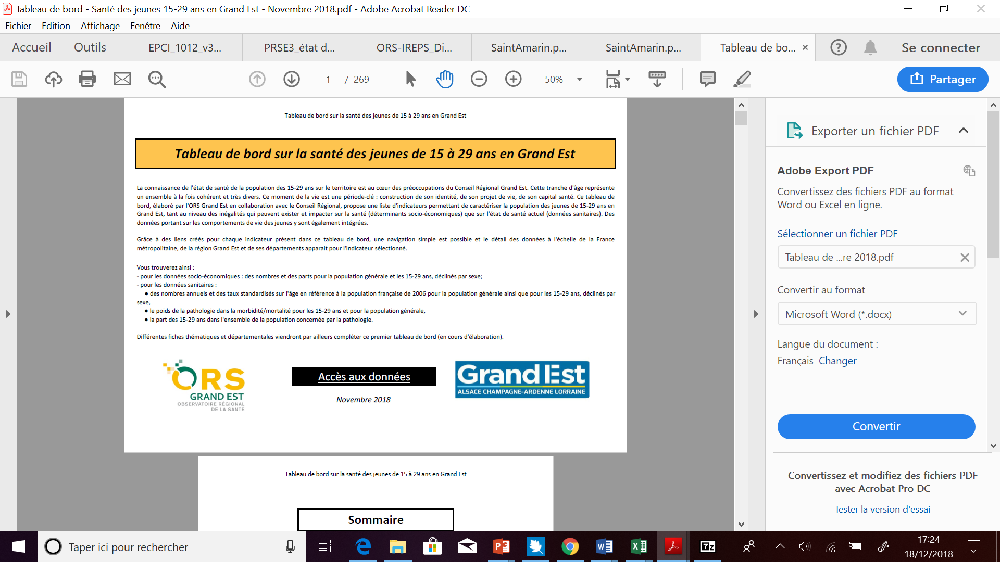 Tableau de bord - Santé des jeunes 15-29 ans en Grand Est - Novembre 2018.pdf - Adobe Acrobat Reader DC
Fichier Edition Affichage Fenêtre Aide
Accueil Outils EPCI_1012_v3... PRSE3_état d... ORS-IREPS_Di... SaintAmarin.p... SaintAmarin.p... Tableau de bo... Se connecter
1 / 269 50% Partager
Tableau de bord sur la santé des jeunes de 15 à 29 ans en Grand Est
Tableau de bord sur la santé des jeunes de 15 à 29 ans en Grand Est
La connaissance de l'état de santé de la population des 15-29 ans sur le territoire est au cœur des préoccupations du Conseil Régional Grand Est. Cette tranche d'âge représente
un ensemble à la fois cohérent et très divers. Ce moment de la vie est une période-clé : construction de son identité, de son projet de vie, de son capital santé. Ce tableau de
bord, élaboré par l'ORS Grand Est en collaboration avec le Conseil Régional, propose une liste d'indicateurs permettant de caractériser la population des jeunes de 15-29 ans en
Grand Est, tant au niveau des inégalités qui peuvent exister et impacter sur la santé (déterminants socio-économiques) que sur l'état de santé actuel (données sanitaires). Des
données portant sur les comportements de vie des jeunes y sont également intégrées.
Grâce à des liens créés pour chaque indicateur présent dans ce tableau de bord, une navigation simple est possible et le détail des données à l'échelle de la France
métropolitaine, de la région Grand Est et de ses départements apparait pour l'indicateur sélectionné.
Vous trouverez ainsi :
- pour les données socio-économiques : des nombres et des parts pour la population générale et les 15-29 ans, déclinés par sexe;
- pour les données sanitaires :
● des nombres annuels et des taux standardisés sur l'âge en référence à la population française de 2006 pour la population générale ainsi que pour les 15-29 ans, déclinés par
sexe,
● le poids de la pathologie dans la morbidité/mortalité pour les 15-29 ans et pour la population générale,
● la part des 15-29 ans dans l'ensemble de la population concernée par la pathologie.
Différentes fiches thématiques et départementales viendront par ailleurs compléter ce premier tableau de bord (en cours d'élaboration).
ORS
GRAND EST
OBSERVATOIRE RÉGIONAL
DE LA SANTÉ
Accès aux données
Novembre 2018
Grand Est
ALSACE CHAMPAGNE-ARDENNE LORRAINE
Tableau de bord sur la santé des jeunes de 15 à 29 ans en Grand Est
Sommaire
Exporter un fichier PDF
Adobe Export PDF
Convertissez des fichiers PDF au format
Word ou Excel en ligne.
Sélectionner un fichier PDF
Tableau de ...re 2018.pdf
Convertir au format
Microsoft Word (*.docx)
Langue du document :
Français Changer
Convertir
Convertissez et modifiez des fichiers PDF
avec Acrobat Pro DC
Tester la version d'essai
Taper ici pour rechercher
17:24
18/12/2018